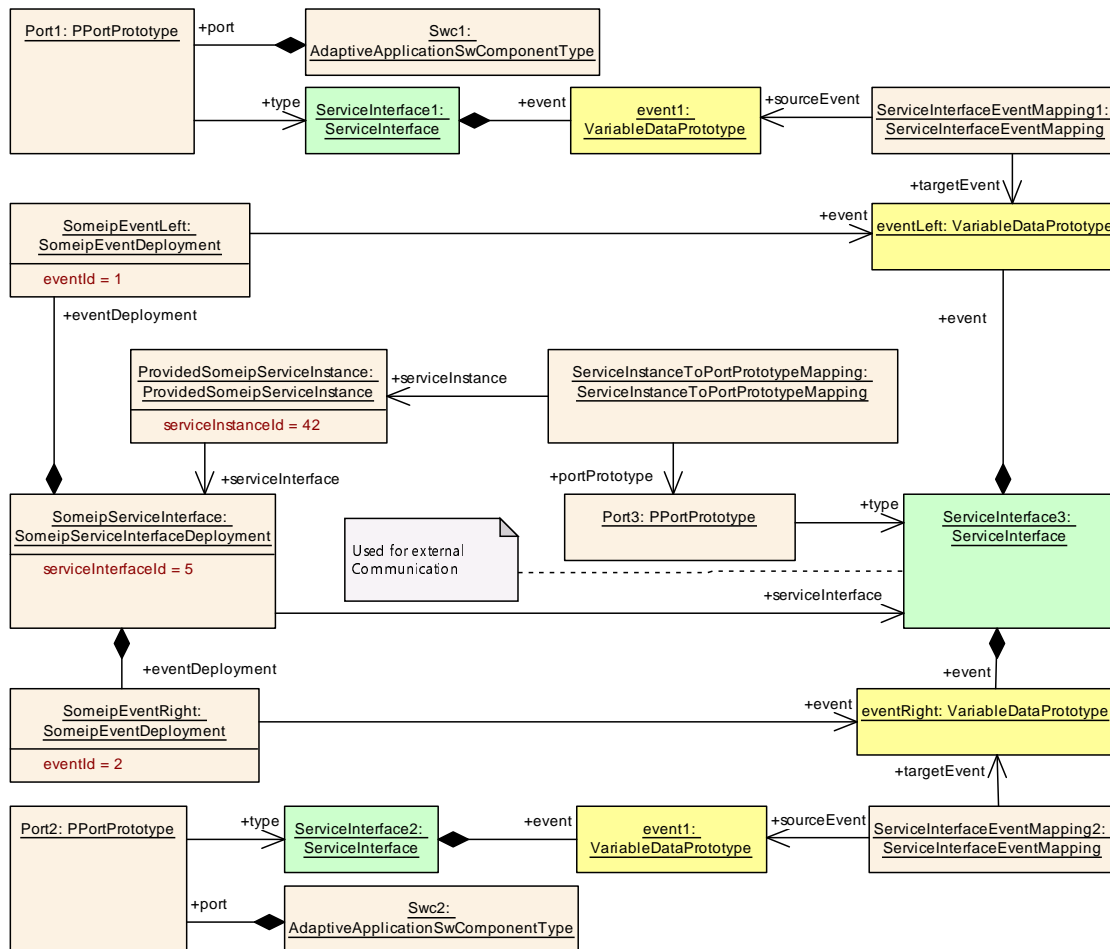 Port1: PPortPrototype
+port
Swc1:
AdaptiveApplicationSwComponentType
+type
ServiceInterface1:
ServiceInterface
+event
event1:
VariableDataPrototype
+sourceEvent
ServiceInterfaceEventMapping1:
ServiceInterfaceEventMapping
+targetEvent
SomeipEventLeft:
SomeipEventDeployment
eventId = 1
+event
eventLeft: VariableDataPrototype
+eventDeployment
+event
ProvidedSomeipServiceInstance:
ProvidedSomeipServiceInstance
serviceInstanceId = 42
+serviceInstance
ServiceInstanceToPortPrototypeMapping:
ServiceInstanceToPortPrototypeMapping
+serviceInterface
+portPrototype
SomeipServiceInterface:
SomeipServiceInterfaceDeployment
serviceInterfaceId = 5
Used for external
Communication
Port3: PPortPrototype
+type
ServiceInterface3:
ServiceInterface
+serviceInterface
+eventDeployment
+event
SomeipEventRight:
SomeipEventDeployment
eventId = 2
+event
eventRight: VariableDataPrototype
+targetEvent
Port2: PPortPrototype
+type
ServiceInterface2:
ServiceInterface
+event
event1:
VariableDataPrototype
+sourceEvent
ServiceInterfaceEventMapping2:
ServiceInterfaceEventMapping
+port
Swc2:
AdaptiveApplicationSwComponentType